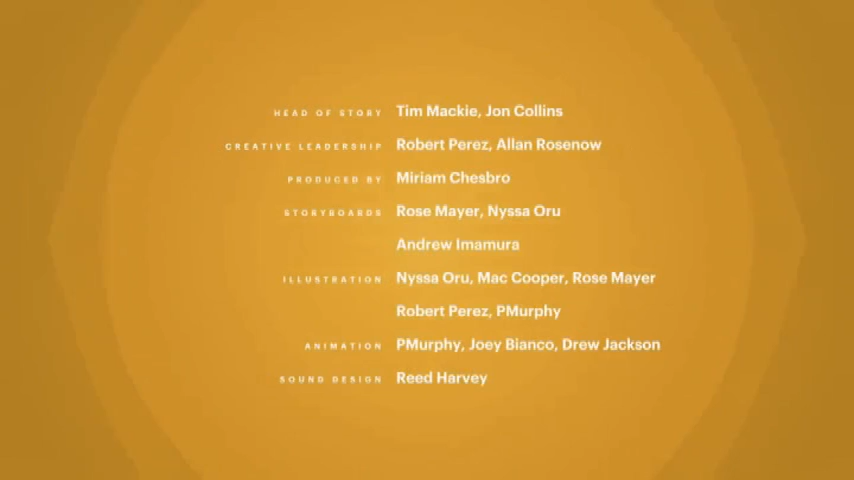 HEAD OF STORY Tim Mackie, Jon Collins
CREATIVE LEADERSHIP Robert Perez, Allan Rosenow
PRODUCED BY Miriam Chesbro
STORYBOARDS Rose Mayer, Nyssa Oru
Andrew Imamura
ILLUSTRATION Nyssa Oru, Mac Cooper, Rose Mayer
Robert Perez, PMurphy
ANIMATION PMurphy, Joey Bianco, Drew Jackson
SOUND DESIGN Reed Harvey